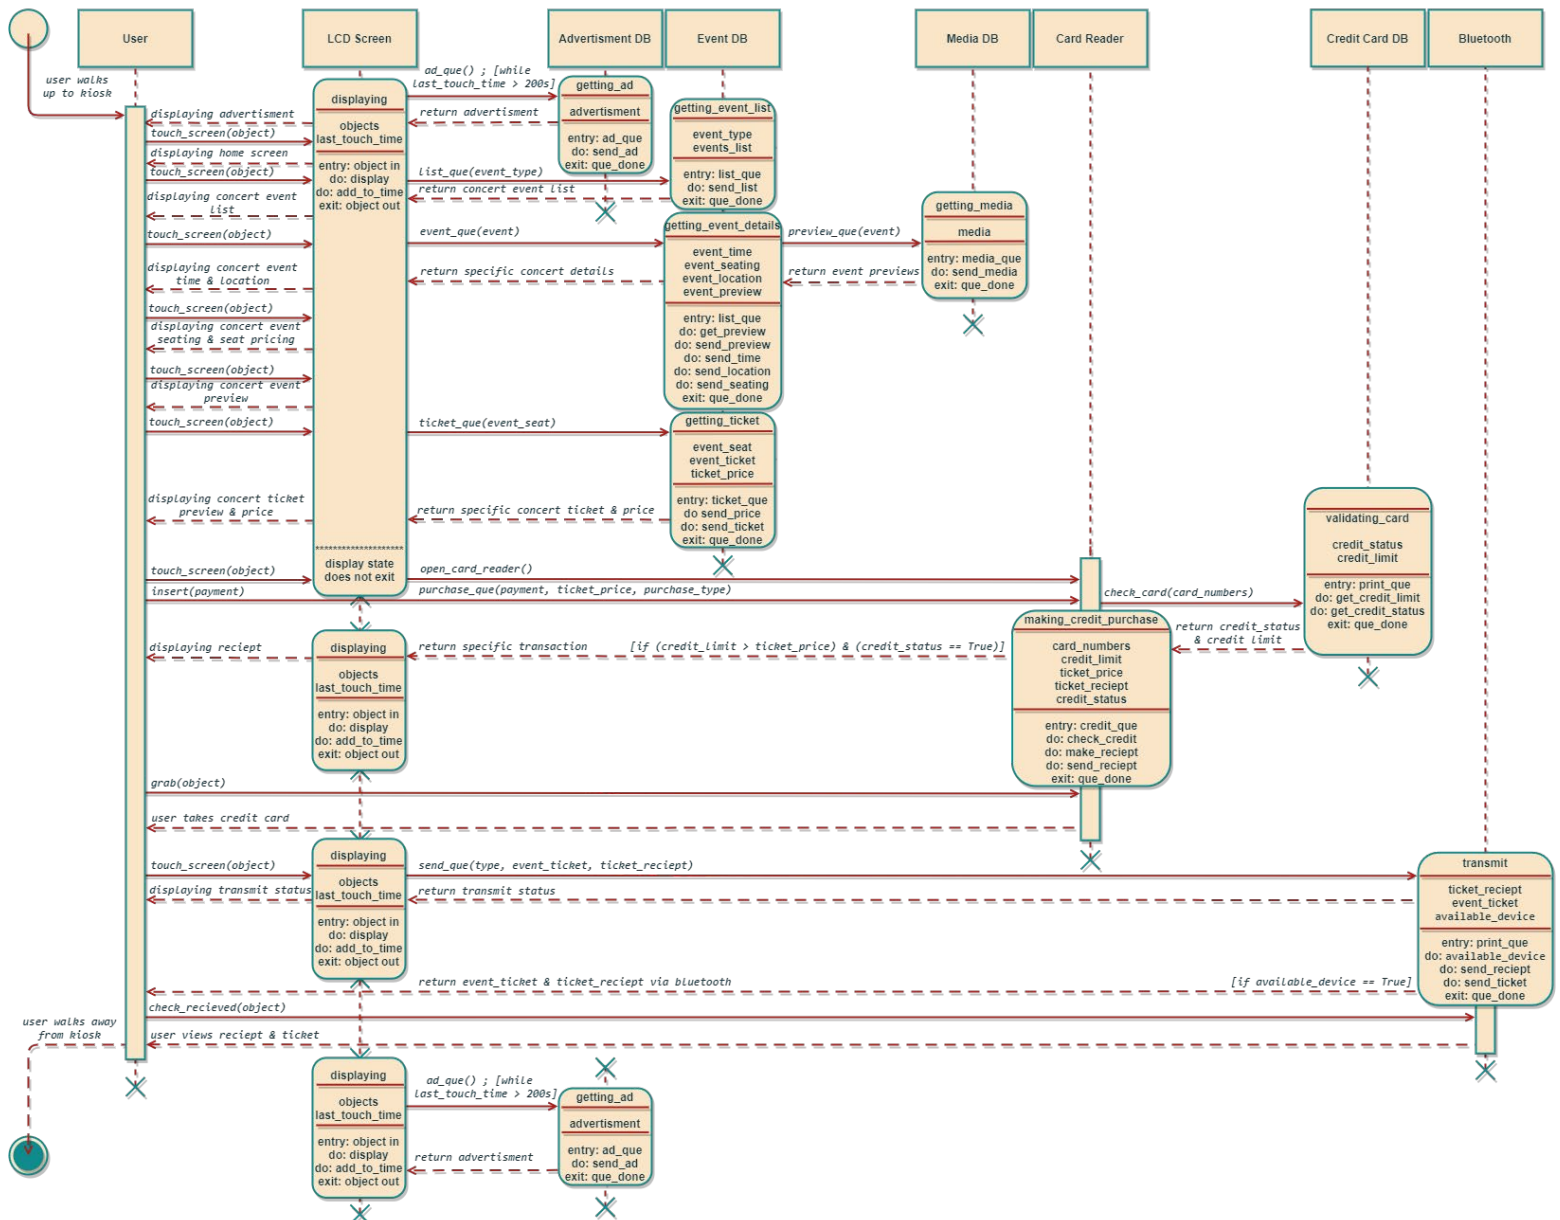 User
LCD Screen
Advertisment DB
Event DB
Media DB
Card Reader
Credit Card DB
Bluetooth
user walks
up to kiosk
displaying advertisment
touch_screen(object)
displaying home screen
touch_screen(object)
displaying concert event
list
touch_screen(object)
displaying concert event
time & location
touch_screen(object)
displaying concert event
seating & seat pricing
touch_screen(object)
displaying concert event
preview
touch_screen(object)
displaying concert ticket
preview & price
touch_screen(object)
insert(payment)
displaying
objects
last_touch_time
entry: object in
do: display
do: add_to_time
exit: object out
********************
display state
does not exit
ad_que() ; [while
last_touch_time > 200s]
return advertisment
list_que(event_type)
return concert event list
event_que(event)
return specific concert details
ticket_que(event_seat)
return specific concert ticket & price
open_card_reader()
purchase_que(payment, ticket_price, purchase_type)
getting_ad
advertisment
entry: ad_que
do: send_ad
exit: que_done
getting_event_list
event_type
events_list
entry: list_que
do: send_list
exit: que_done
getting_event_details
event_time
event_seating
event_location
event_preview
entry: list_que
do: get_preview
do: send_preview
do: send_time
do: send_location
do: send_seating
exit: que_done
preview_que(event)
return event previews
getting_media
media
entry: media_que
do: send_media
exit: que_done
getting_ticket
event_seat
event_ticket
ticket_price
entry: ticket_que
do send_price
do: send_ticket
exit: que_done
check_card(card_numbers)
return credit_status
& credit limit
validating_card
credit_status
credit_limit
entry: print_que
do: get_credit_limit
do: get_credit_status
exit: que_done
making_credit_purchase
card_numbers
credit_limit
ticket_price
ticket_reciept
credit_status
entry: credit_que
do: check_credit
do: make_reciept
do: send_reciept
exit: que_done
displaying reciept
displaying
objects
last_touch_time
entry: object in
do: display
do: add_to_time
exit: object out
return specific transaction
[if (credit_limit > ticket_price) & (credit_status == True)]
grab(object)
user takes credit card
touch_screen(object)
displaying transmit status
displaying
objects
last_touch_time
entry: object in
do: display
do: add_to_time
exit: object out
send_que(type, event_ticket, ticket_reciept)
return transmit status
transmit
ticket_reciept
event_ticket
available_device
entry: print_que
do: available_device
do: send_reciept
do: send_ticket
exit: que_done
return event_ticket & ticket_reciept via bluetooth
[if available_device == True]
check_recieved(object)
user walks away
from kiosk
user views reciept & ticket
displaying
objects
last_touch_time
entry: object in
do: display
do: add_to_time
exit: object out
ad_que() ; [while
last_touch_time > 200s]
return advertisment
getting_ad
advertisment
entry: ad_que
do: send_ad
exit: que_done